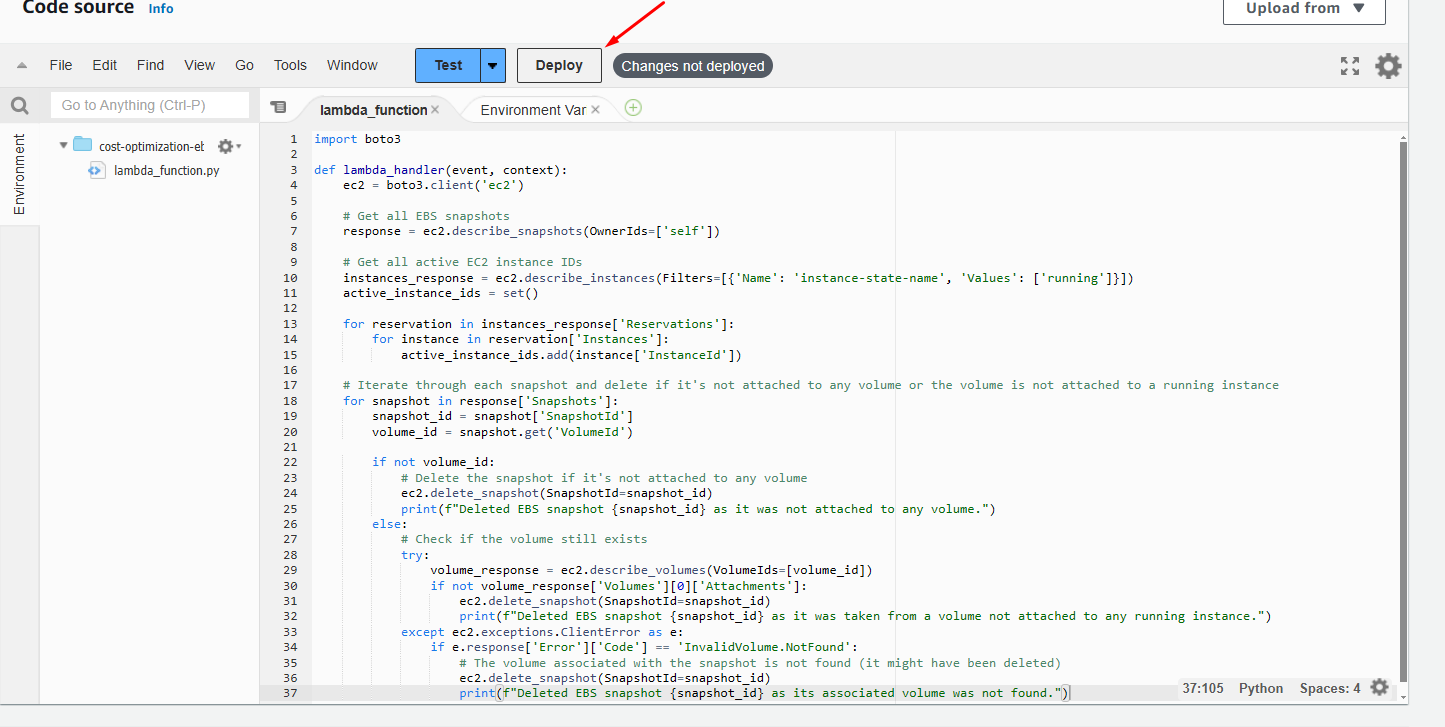 Code source Info
Upload from
File Edit Find View Go Tools Window Test Deploy Changes not deployed
Go to Anything (Ctrl-P)
lambda_function Environment Var
Environment
cost-optimization-eb
lambda_function.py
1 import boto3
2
3 def lambda_handler(event, context):
4 ec2 = boto3.client('ec2')
5
6 # Get all EBS snapshots
7 response = ec2.describe_snapshots(OwnerIds=['self'])
8
9 # Get all active EC2 instance IDs
10 instances_response = ec2.describe_instances(Filters=[{'Name': 'instance-state-name', 'Values': ['running']}])
11 active_instance_ids = set()
12
13 for reservation in instances_response['Reservations']:
14 for instance in reservation['Instances']:
15 active_instance_ids.add(instance['InstanceId'])
16
17 # Iterate through each snapshot and delete if it's not attached to any volume or the volume is not attached to a running instance
18 for snapshot in response['Snapshots']:
19 snapshot_id = snapshot['SnapshotId']
20 volume_id = snapshot.get('VolumeId')
21
22 if not volume_id:
23 # Delete the snapshot if it's not attached to any volume
24 ec2.delete_snapshot(SnapshotId=snapshot_id)
25 print(f"Deleted EBS snapshot {snapshot_id} as it was not attached to any volume.")
26 else:
27 # Check if the volume still exists
28 try:
29 volume_response = ec2.describe_volumes(VolumeIds=[volume_id])
30 if not volume_response['Volumes'][0]['Attachments']:
31 ec2.delete_snapshot(SnapshotId=snapshot_id)
32 print(f"Deleted EBS snapshot {snapshot_id} as it was taken from a volume not attached to any running instance.")
33 except ec2.exceptions.ClientError as e:
34 if e.response['Error']['Code'] == 'InvalidVolume.NotFound':
35 # The volume associated with the snapshot is not found (it might have been deleted)
36 ec2.delete_snapshot(SnapshotId=snapshot_id)
37 print(f"Deleted EBS snapshot {snapshot_id} as its associated volume was not found.")
37:105 Python Spaces: 4